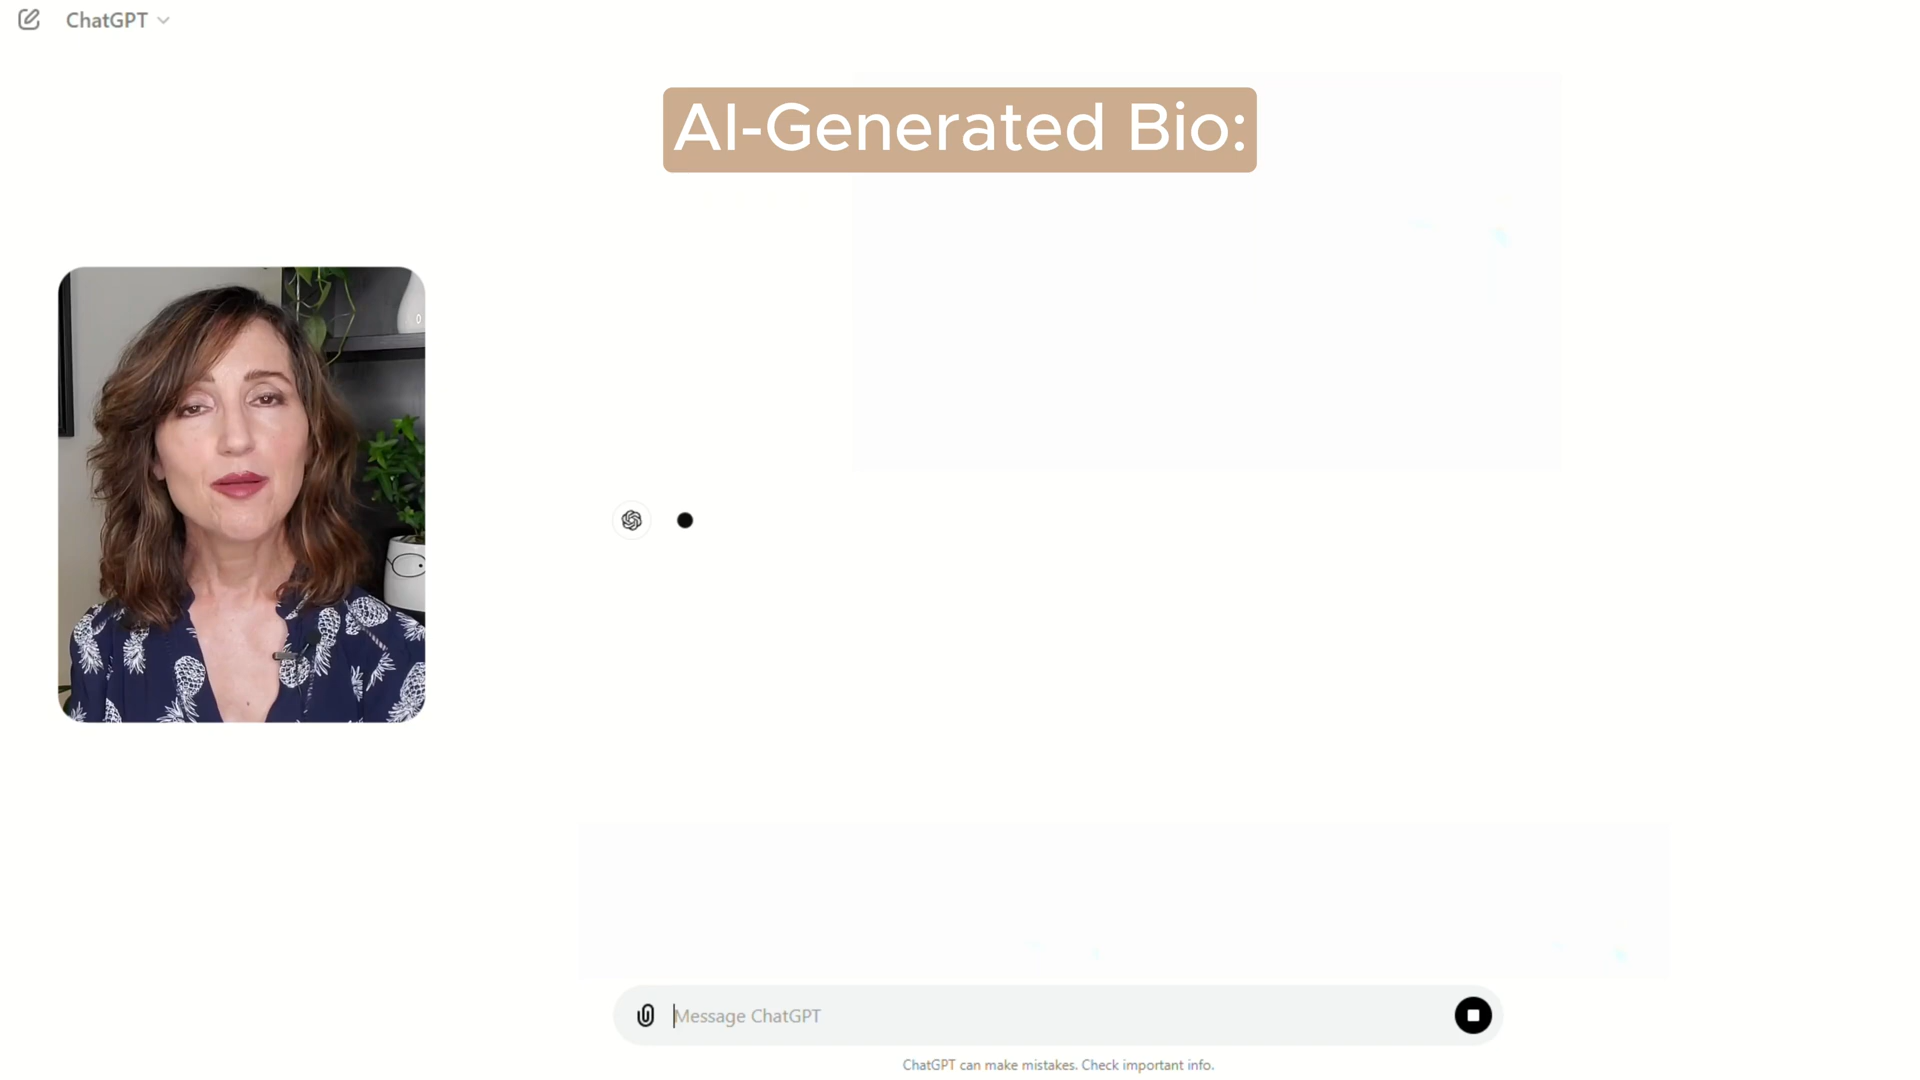 ChatGPT
AI-Generated Bio:
Message ChatGPT
ChatGPT can make mistakes. Check important info.